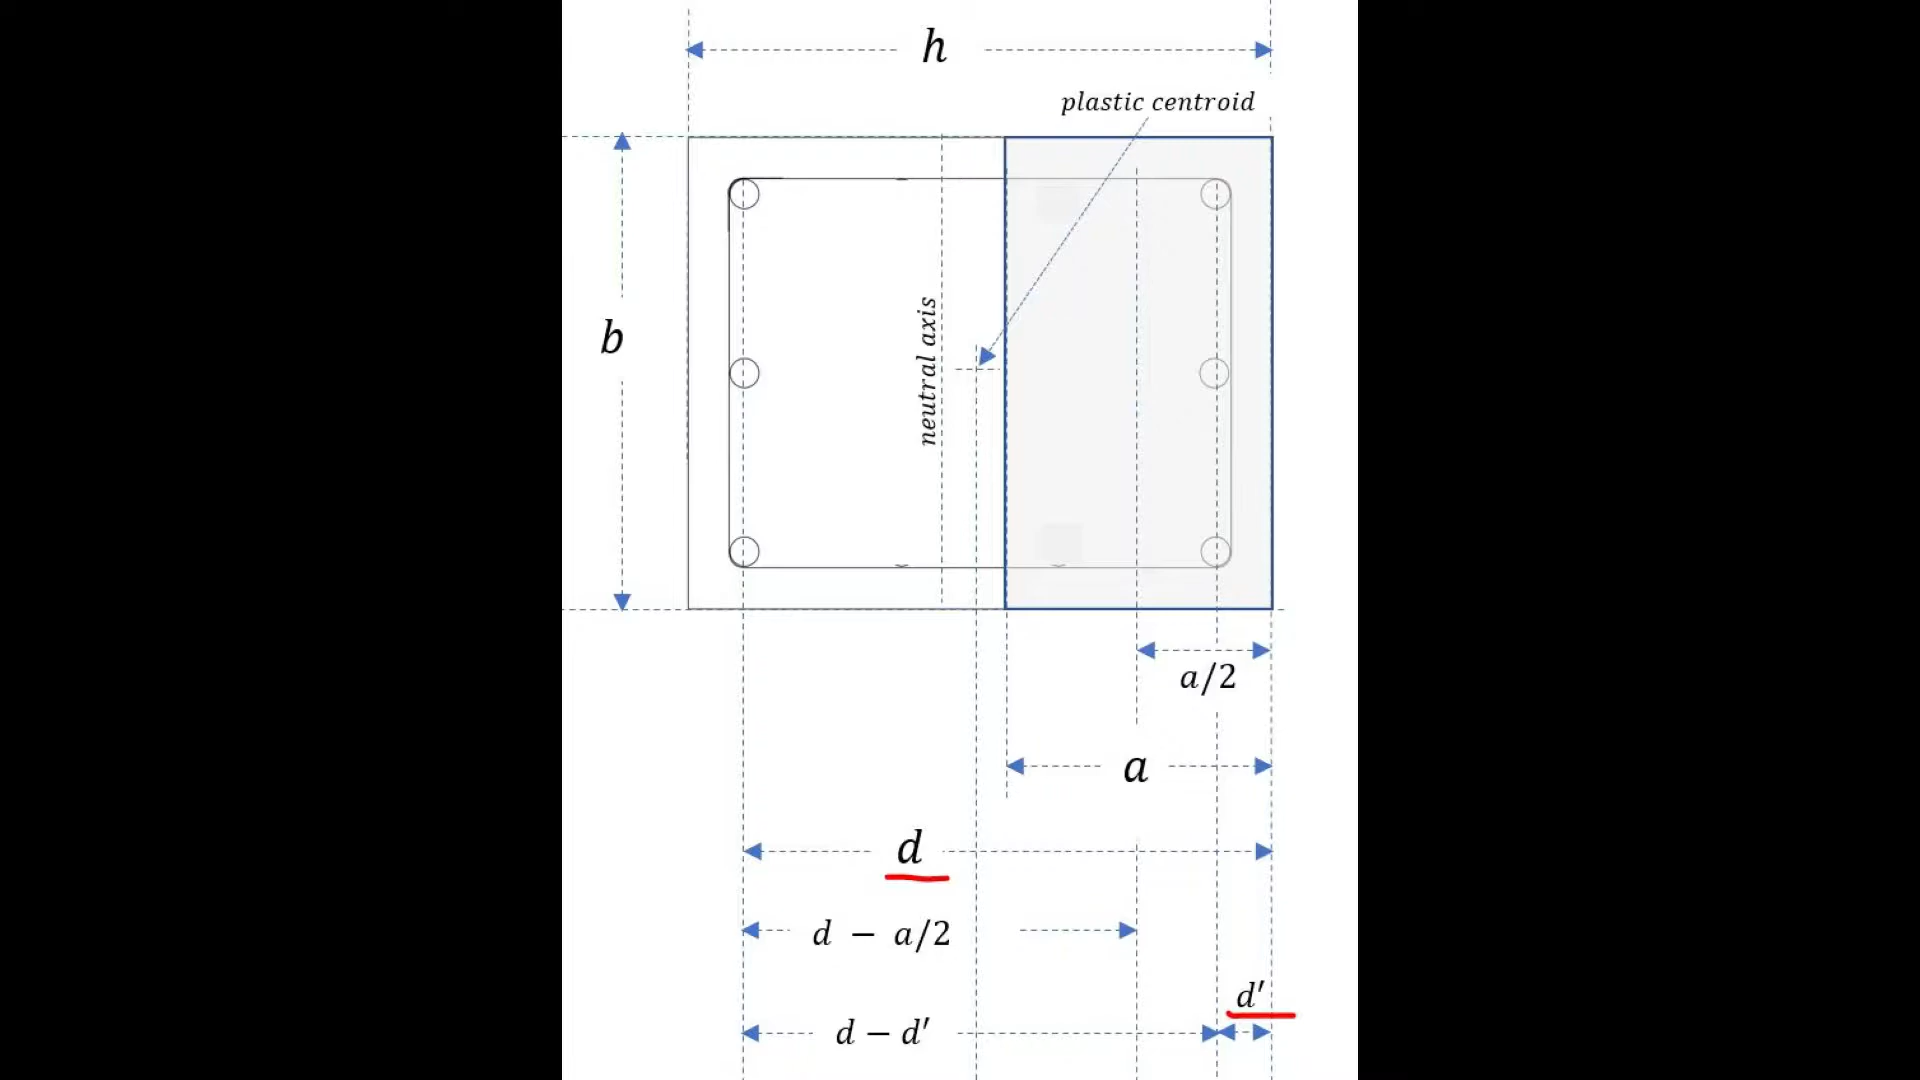 h
plastic centroid
b
neutral axis
a/2
a
d
d − a/2
d′
d − d′